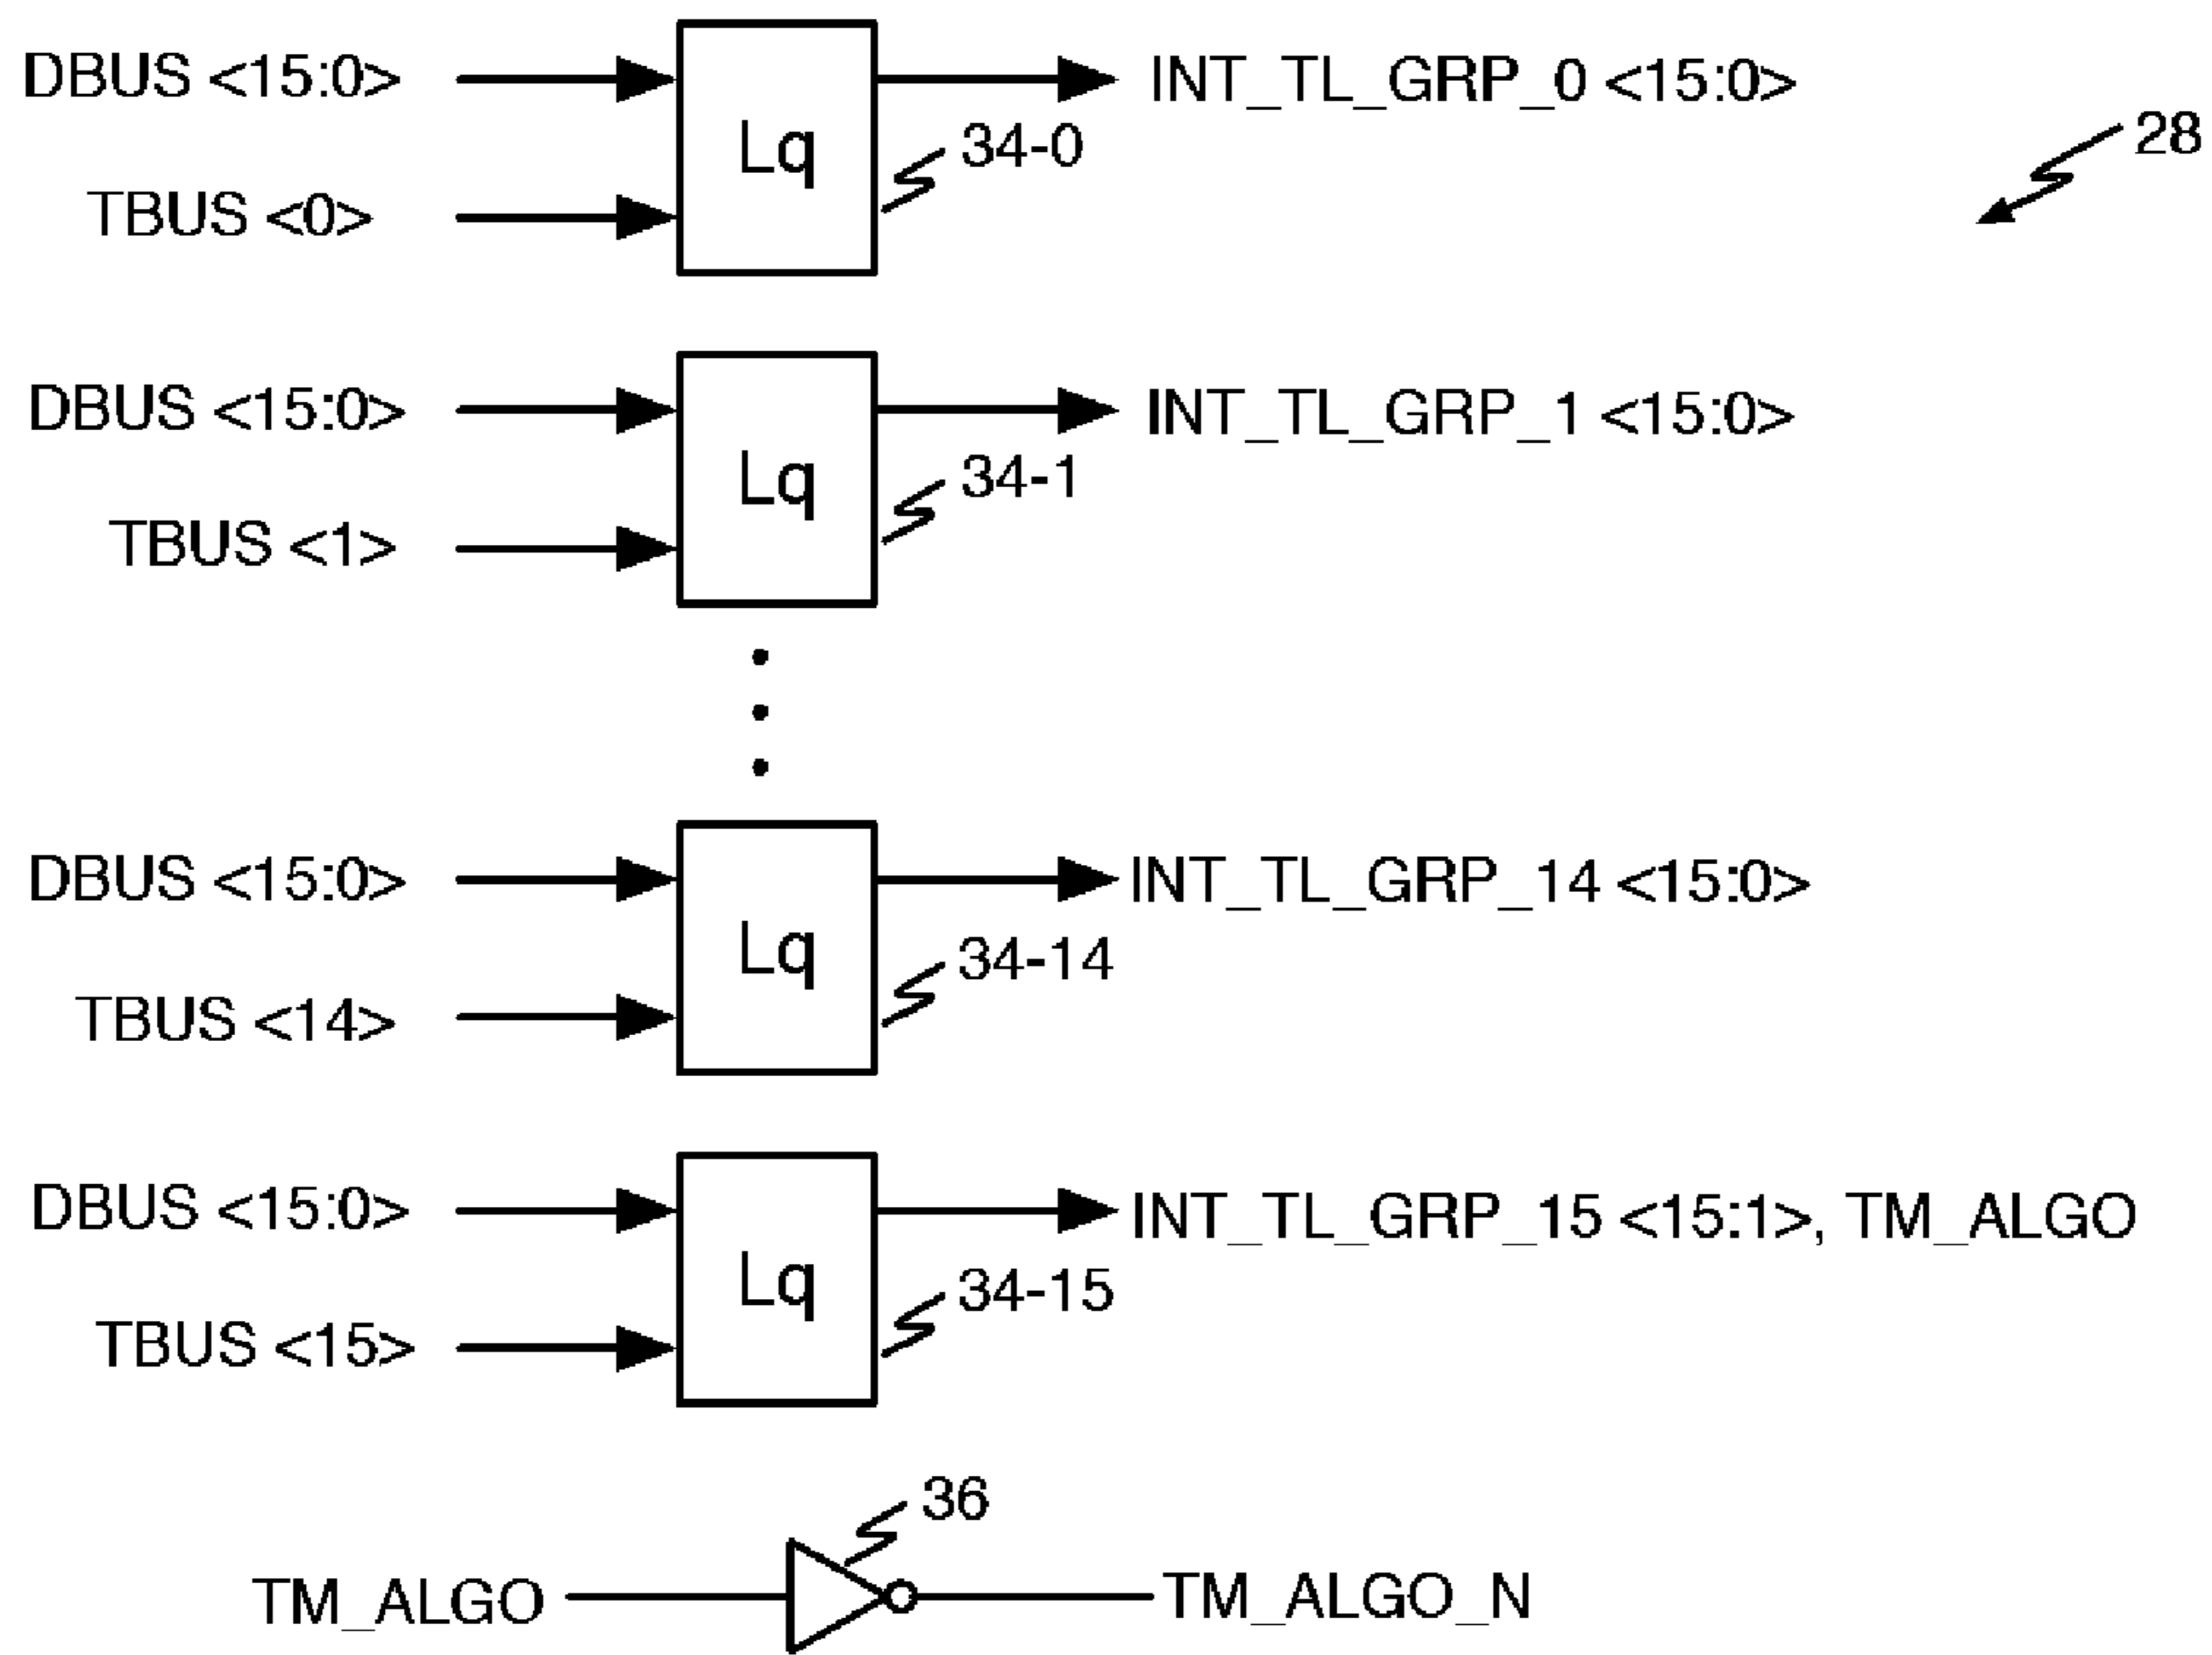 DBUS <15:0> INT_TL_GRP_0 <15:0>
Lq 34-0 28
TBUS <0>
DBUS <15:0> INT_TL_GRP_1 <15:0>
Lq 34-1
TBUS <1>
DBUS <15:0> INT_TL_GRP_14 <15:0>
Lq 34-14
TBUS <14>
DBUS <15:0> INT_TL_GRP_15 <15:1>, TM_ALGO
Lq 34-15
TBUS <15>
36
TM_ALGO TM_ALGO_N